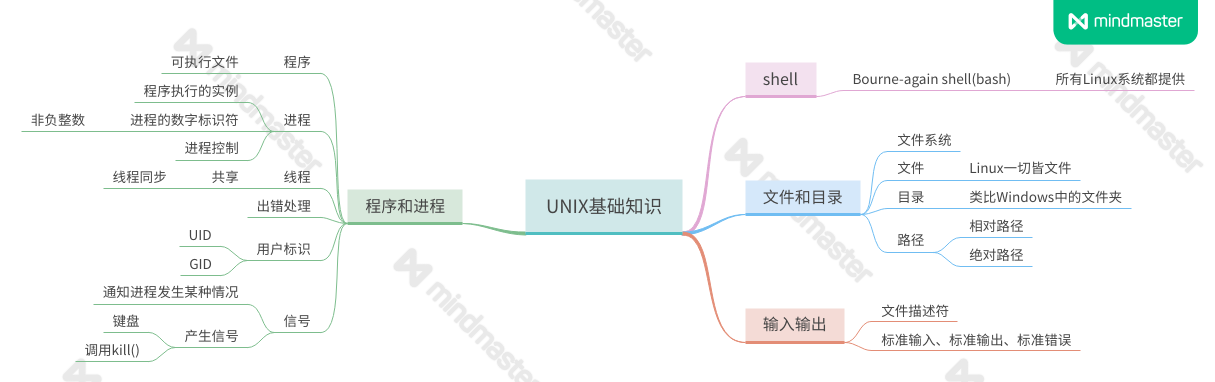 mindmaster
UNIX基础知识
shell
Bourne-again shell(bash)
所有Linux系统都提供
文件和目录
文件系统
文件
Linux一切皆文件
目录
类比Windows中的文件夹
路径
相对路径
绝对路径
输入输出
文件描述符
标准输入、标准输出、标准错误
程序和进程
程序
可执行文件
进程
程序执行的实例
进程的数字标识符
非负整数
进程控制
线程
共享
线程同步
出错处理
用户标识
UID
GID
信号
通知进程发生某种情况
产生信号
键盘
调用kill()
mindmaster
mindmaster
mindmaster
mindmaster
mindmaster